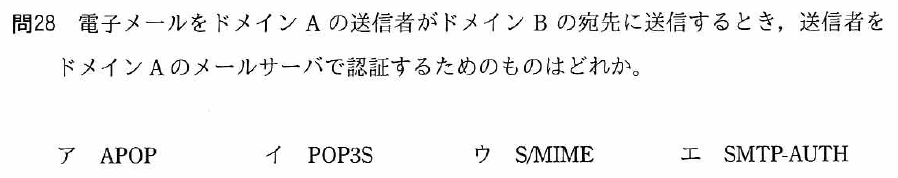 問28 電子メールをドメイン A の送信者がドメイン B の宛先に送信するとき，送信者を
ドメイン A のメールサーバで認証するためのものはどれか。
ア APOP イ POP3S ウ S/MIME エ SMTP-AUTH